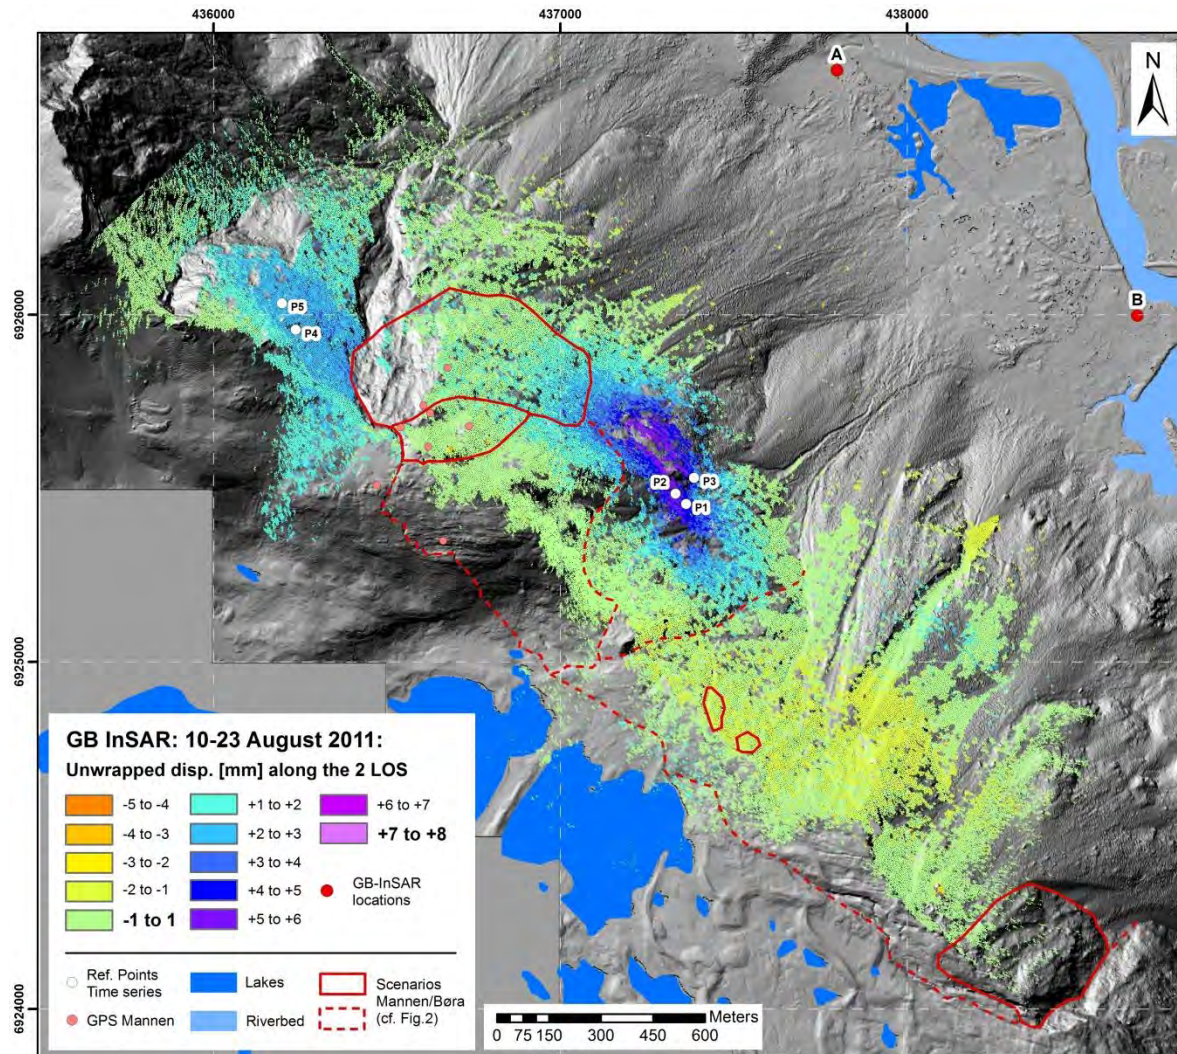 436000
437000
438000
A
N
B
6926000
P5
P4
P3
P2
P1
6925000
GB InSAR: 10-23 August 2011:
Unwrapped disp. [mm] along the 2 LOS
-5 to -4
+1 to +2
+6 to +7
-4 to -3
+2 to +3
+7 to +8
-3 to -2
+3 to +4
-2 to -1
+4 to +5
GB-InSAR
locations
-1 to 1
+5 to +6
Ref. Points
Time series
Lakes
Scenarios
Mannen/Børa
(cf. Fig.2)
GPS Mannen
Riverbed
6924000
Meters
0 75 150 300 450 600